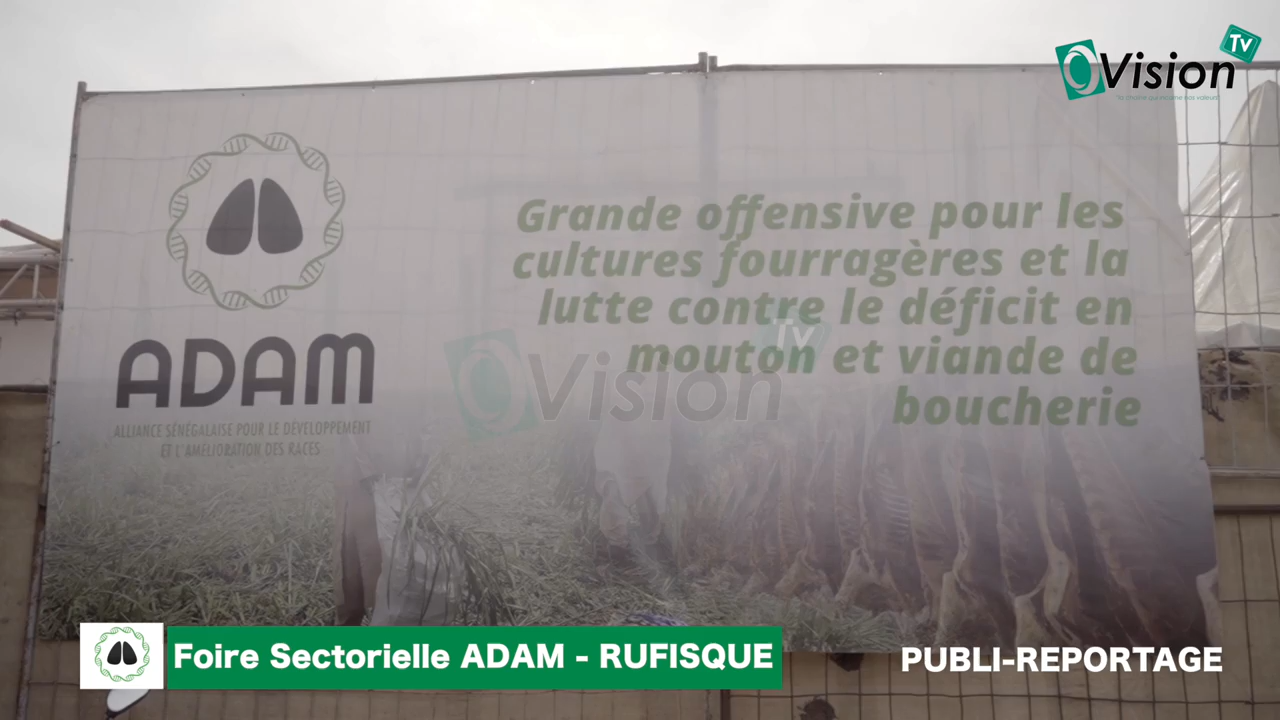 Vision Tv
Grande offensive pour les
cultures fourragères et la
lutte contre le déficit en
mouton et viande de
boucherie
ADAM
ALLIANCE SÉNÉGALAISE POUR LE DÉVELOPPEMENT
ET L'AMÉLIORATION DES RACES
Vision Tv
Foire Sectorielle ADAM - RUFISQUE
PUBLI-REPORTAGE